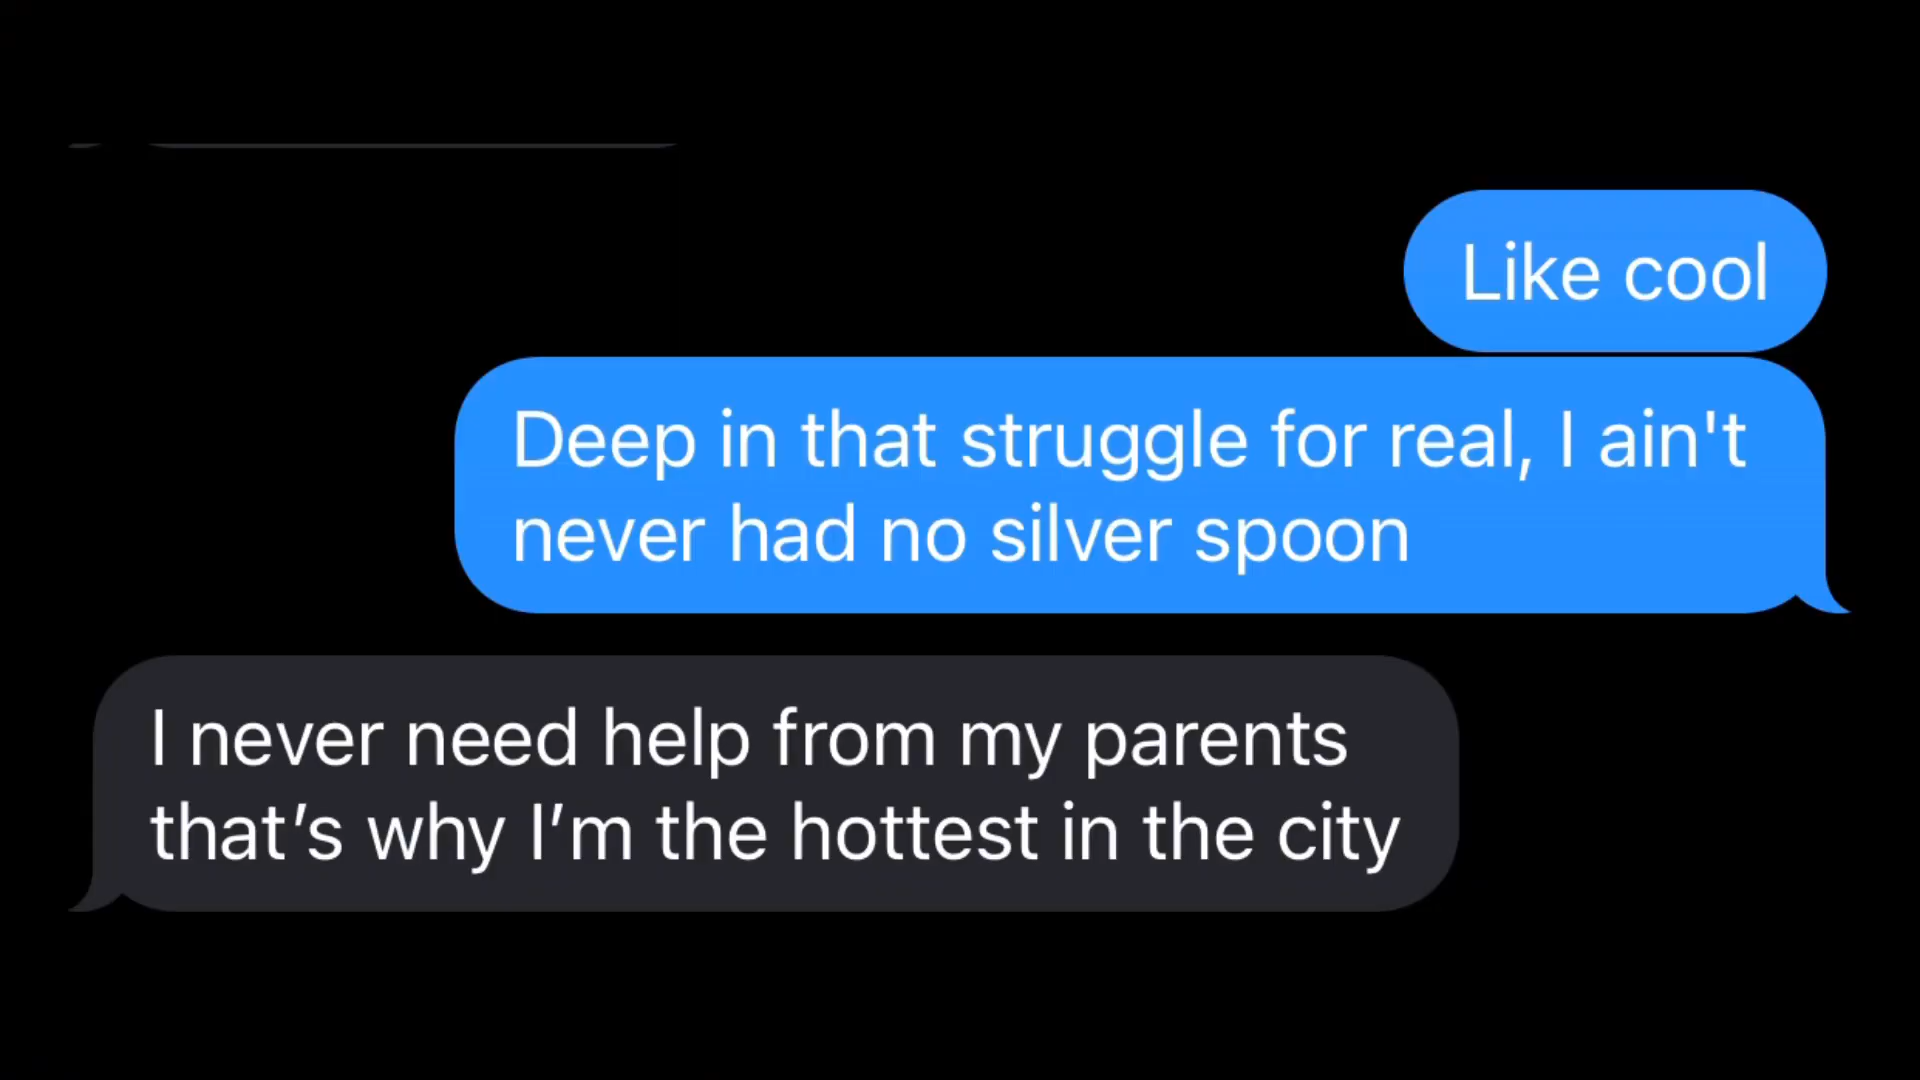 Like cool
Deep in that struggle for real, I ain't
never had no silver spoon
I never need help from my parents
that’s why I’m the hottest in the city